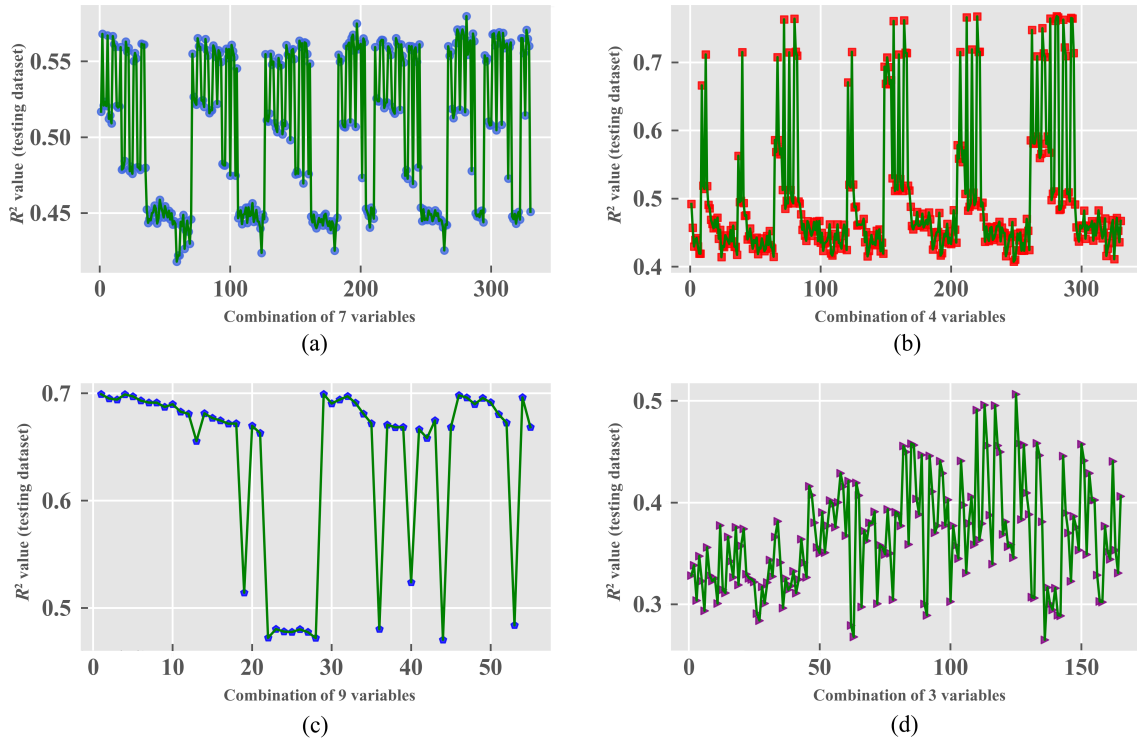 R² value (testing dataset)
0.55
0.50
0.45
0
100
200
300
Combination of 7 variables
(a)
R² value (testing dataset)
0.7
0.6
0.5
0.4
0
100
200
300
Combination of 4 variables
(b)
R² value (testing dataset)
0.7
0.6
0.5
0
10
20
30
40
50
Combination of 9 variables
(c)
R² value (testing dataset)
0.5
0.4
0.3
0
50
100
150
Combination of 3 variables
(d)